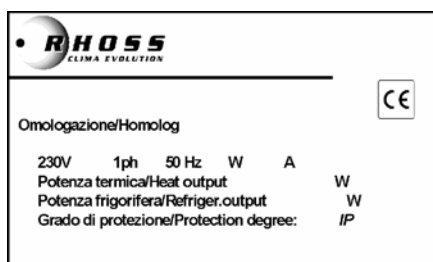 RHOSS
CLIMA EVOLUTION
CE
Omologazione/Homolog
230V 1ph 50 Hz W A
Potenza termica/Heat output W
Potenza frigorifera/Refriger.output W
Grado di protezione/Protection degree: IP